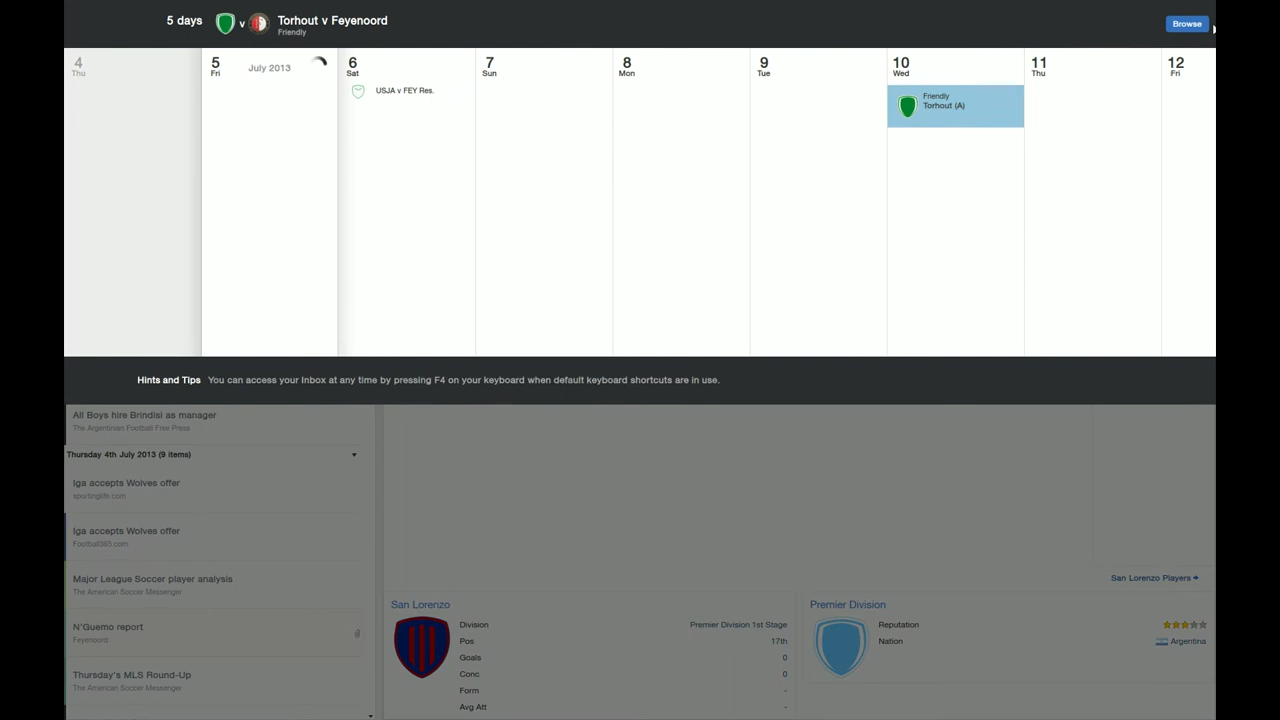 5 days
v
Torhout v Feyenoord
Friendly
Browse
4
Thu
5
Fri
July 2013
6
Sat
7
Sun
8
Mon
9
Tue
10
Wed
11
Thu
12
Fri
USJA v FEY Res.
Friendly
Torhout (A)
Hints and Tips You can access your Inbox at any time by pressing F4 on your keyboard when default keyboard shortcuts are in use.
All Boys hire Brindisi as manager
The Argentinian Football Free Press
Thursday 4th July 2013 (9 items)
Iga accepts Wolves offer
sportinglife.com
Iga accepts Wolves offer
Football365.com
Major League Soccer player analysis
The American Soccer Messenger
N'Guemo report
Feyenoord
Thursday's MLS Round-Up
The American Soccer Messenger
San Lorenzo Players
San Lorenzo
Division Premier Division 1st Stage
Pos 17th
Goals 0
Conc 0
Form -
Avg Att -
Premier Division
Reputation
Nation Argentina